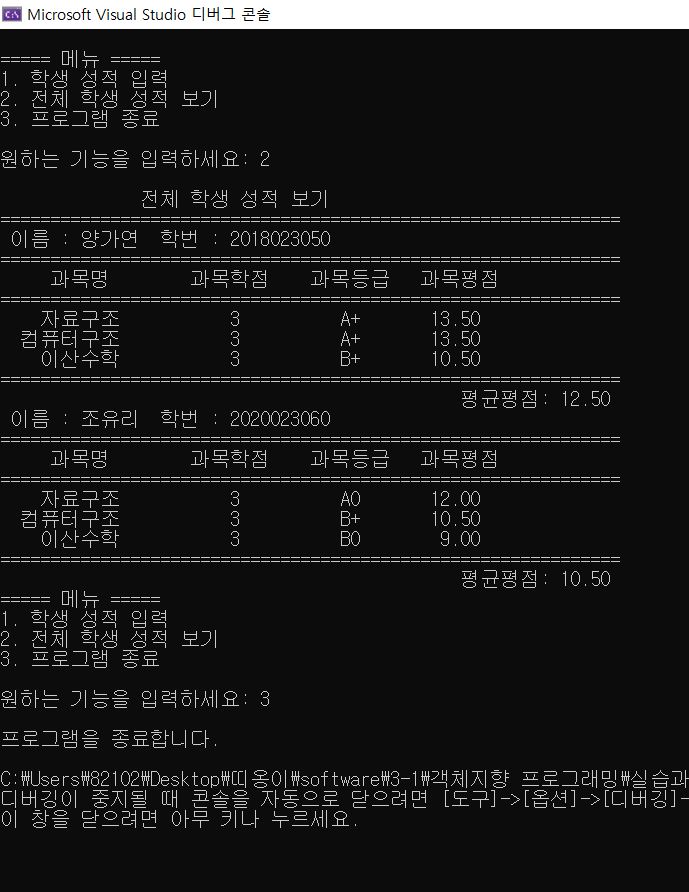 Microsoft Visual Studio 디버그 콘솔
===== 메뉴 =====
1. 학생 성적 입력
2. 전체 학생 성적 보기
3. 프로그램 종료
원하는 기능을 입력하세요: 2
전체 학생 성적 보기
==============================================================
이름 : 양가연 학번 : 2018023050
==============================================================
과목명 과목학점 과목등급 과목평점
==============================================================
자료구조 3 A+ 13.50
컴퓨터구조 3 A+ 13.50
이산수학 3 B+ 10.50
==============================================================
평균평점: 12.50
이름 : 조유리 학번 : 2020023060
==============================================================
과목명 과목학점 과목등급 과목평점
==============================================================
자료구조 3 A0 12.00
컴퓨터구조 3 B+ 10.50
이산수학 3 B0 9.00
==============================================================
평균평점: 10.50
===== 메뉴 =====
1. 학생 성적 입력
2. 전체 학생 성적 보기
3. 프로그램 종료
원하는 기능을 입력하세요: 3
프로그램을 종료합니다.
C:₩Users₩82102₩Desktop₩띠옹이₩software₩3-1₩객체지향 프로그래밍₩실습과
디버깅이 중지될 때 콘솔을 자동으로 닫으려면 [도구]->[옵션]->[디버깅]-
이 창을 닫으려면 아무 키나 누르세요.